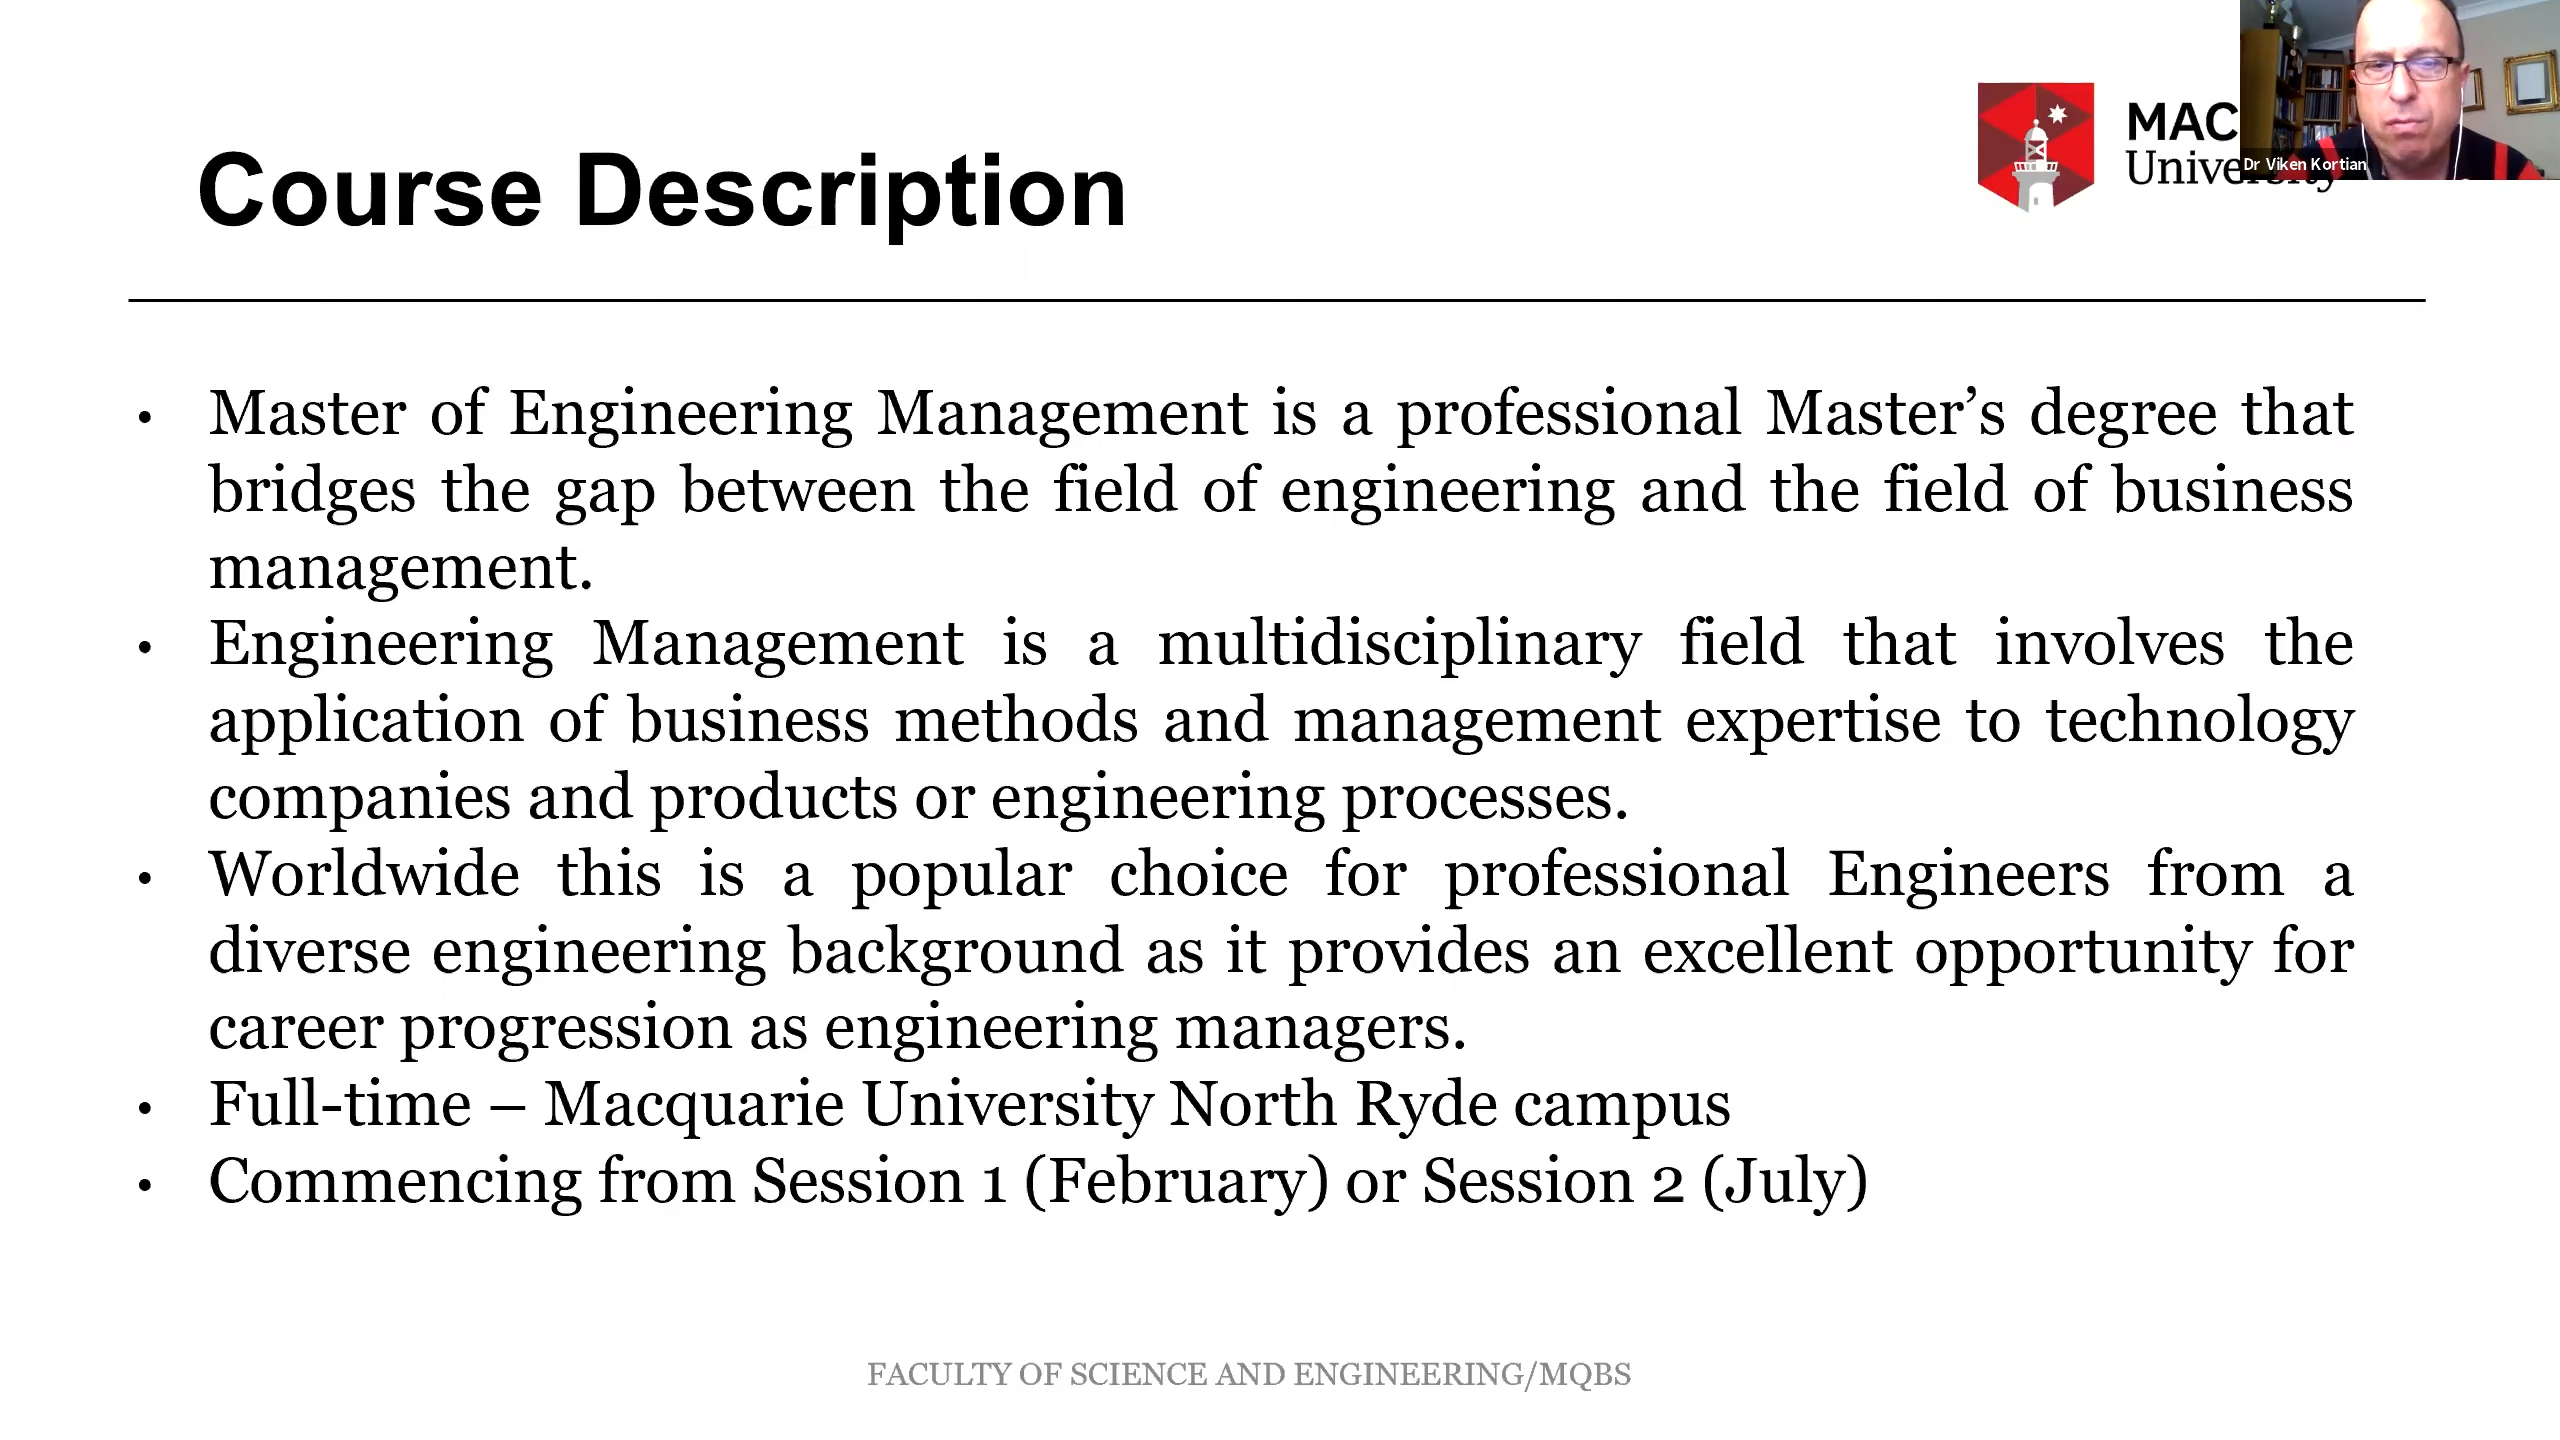 Course Description
MAC
University
Dr Viken Kortian
• Master of Engineering Management is a professional Master’s degree that
bridges the gap between the field of engineering and the field of business
management.
• Engineering Management is a multidisciplinary field that involves the
application of business methods and management expertise to technology
companies and products or engineering processes.
• Worldwide this is a popular choice for professional Engineers from a
diverse engineering background as it provides an excellent opportunity for
career progression as engineering managers.
• Full-time – Macquarie University North Ryde campus
• Commencing from Session 1 (February) or Session 2 (July)
FACULTY OF SCIENCE AND ENGINEERING/MQBS